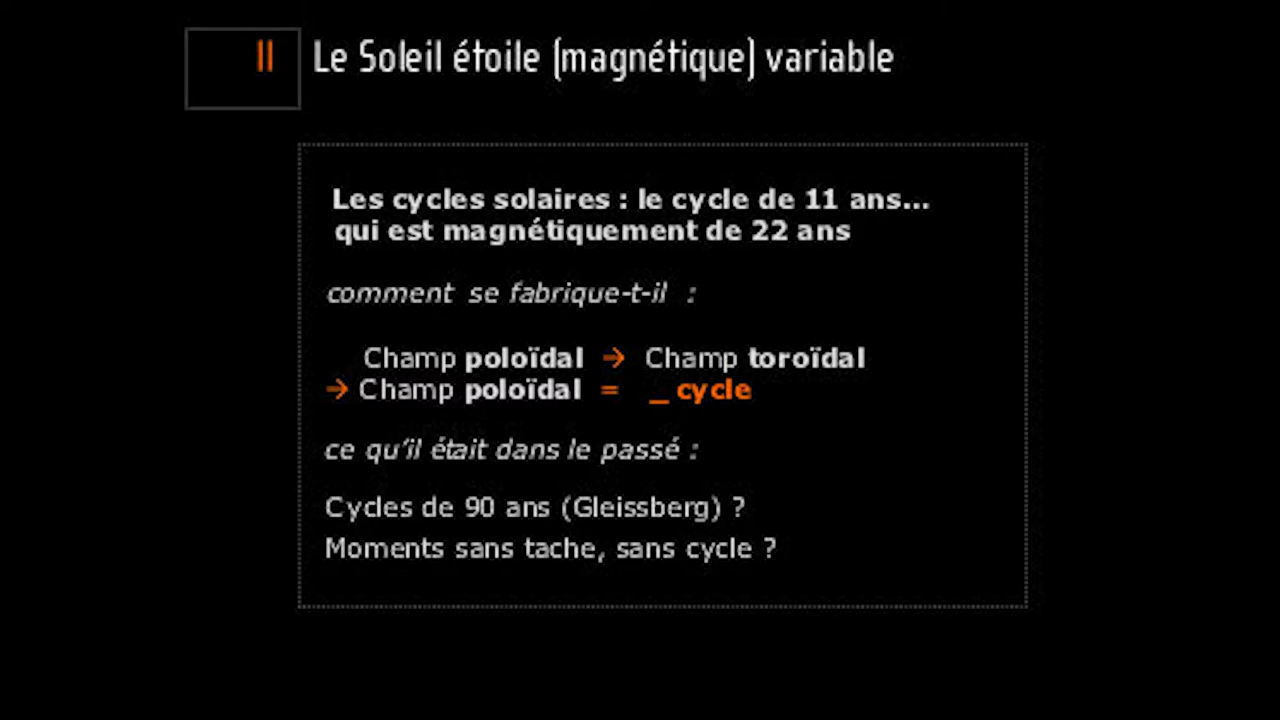 II Le Soleil étoile (magnétique) variable
Les cycles solaires : le cycle de 11 ans...
qui est magnétiquement de 22 ans
comment se fabrique-t-il :
Champ poloïdal → Champ toroïdal
→ Champ poloïdal = _ cycle
ce qu'il était dans le passé :
Cycles de 90 ans (Gleissberg) ?
Moments sans tache, sans cycle ?